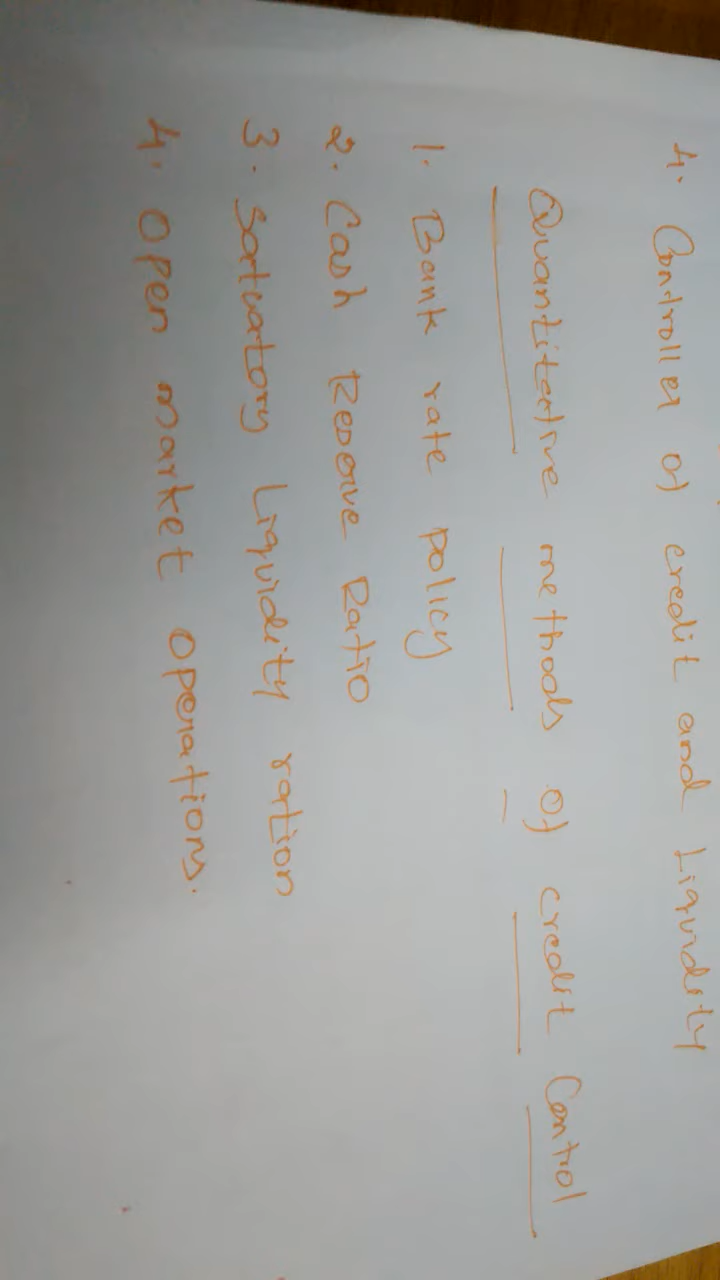 4. Controller of credit and Liquidity
Quantitative methods of credit Control
1. Bank rate policy
2. Cash Reserve Ratio
3. Satuatory Liquidity ration
4. Open market operations.